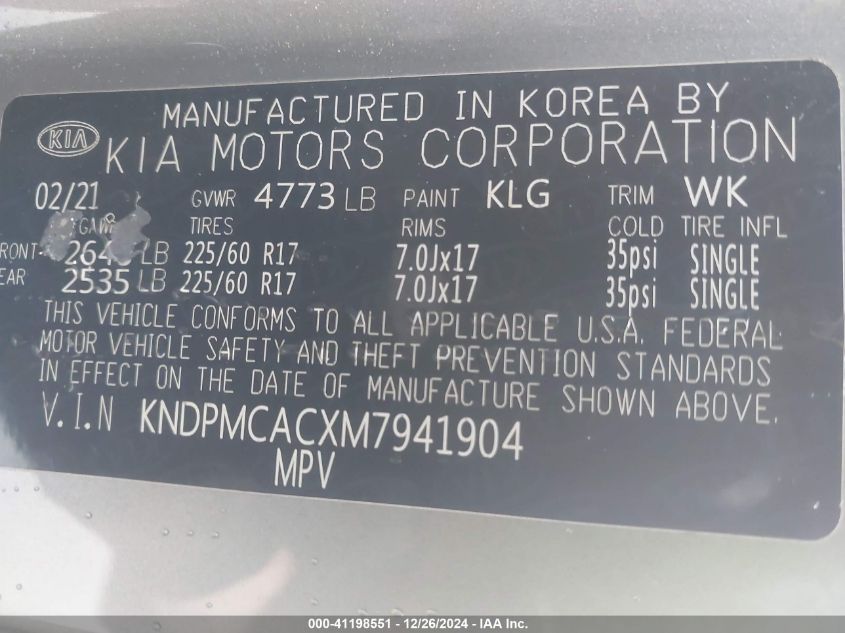 MANUFACTURED IN KOREA BY
KIA KIA MOTORS CORPORATION
02/21 GVWR 4773 LB PAINT KLG TRIM WK
TIRES RIMS COLD TIRE INFL
LB 225/60 R17 7.0Jx17 35psi SINGLE
2535 LB 225/60 R17 7.0Jx17 35psi SINGLE
THIS VEHICLE CONFORMS TO ALL APPLICABLE U.S.A. FEDERAL
MOTOR VEHICLE SAFETY AND THEFT PREVENTION STANDARDS
IN EFFECT ON THE DATE OF MANUFACTURE SHOWN ABOVE.
V.I.N KNDPMCACXM7941904
MPV
000-41198551 - 12/26/2024 - IAA Inc.